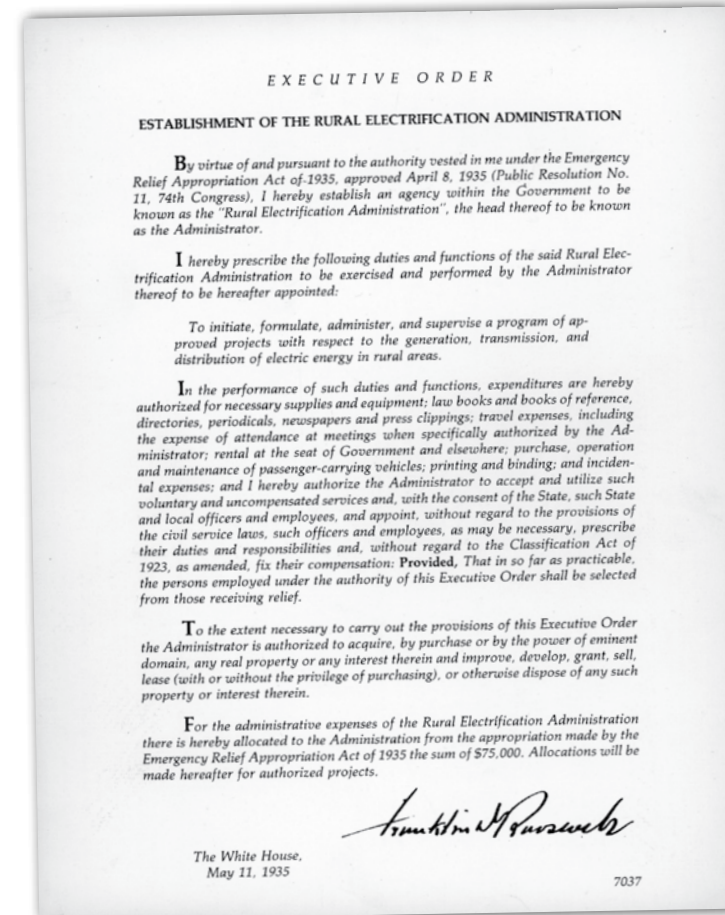 EXECUTIVE ORDER
ESTABLISHMENT OF THE RURAL ELECTRIFICATION ADMINISTRATION
By virtue of and pursuant to the authority vested in me under the Emergency
Relief Appropriation Act of 1935, approved April 8, 1935 (Public Resolution No.
11, 74th Congress), I hereby establish an agency within the Government to be
known as the "Rural Electrification Administration", the head thereof to be known
as the Administrator.
I hereby prescribe the following duties and functions of the said Rural Elec-
trification Administration to be exercised and performed by the Administrator
thereof to be hereafter appointed:
To initiate, formulate, administer, and supervise a program of ap-
proved projects with respect to the generation, transmission, and
distribution of electric energy in rural areas.
In the performance of such duties and functions, expenditures are hereby
authorized for necessary supplies and equipment; law books and books of reference,
directories, periodicals, newspapers and press clippings; travel expenses, including
the expense of attendance at meetings when specifically authorized by the Ad-
ministrator; rental at the seat of Government and elsewhere; purchase, operation
and maintenance of passenger-carrying vehicles; printing and binding; and inciden-
tal expenses; and I hereby authorize the Administrator to accept and utilize such
voluntary and uncompensated services and, with the consent of the State, such State
and local officers and employees, and appoint, without regard to the provisions of
the civil service laws, such officers and employees, as may be necessary, prescribe
their duties and responsibilities and, without regard to the Classification Act of
1923, as amended, fix their compensation: Provided, That in so far as practicable,
the persons employed under the authority of this Executive Order shall be selected
from those receiving relief.
To the extent necessary to carry out the provisions of this Executive Order
the Administrator is authorized to acquire, by purchase or by the power of eminent
domain, any real property or any interest therein and improve, develop, grant, sell,
lease (with or without the privilege of purchasing), or otherwise dispose of any such
property or interest therein.
For the administrative expenses of the Rural Electrification Administration
there is hereby allocated to the Administration from the appropriation made by the
Emergency Relief Appropriation Act of 1935 the sum of $75,000. Allocations will be
made hereafter for authorized projects.
Franklin D Roosevelt
The White House,
May 11, 1935
7037